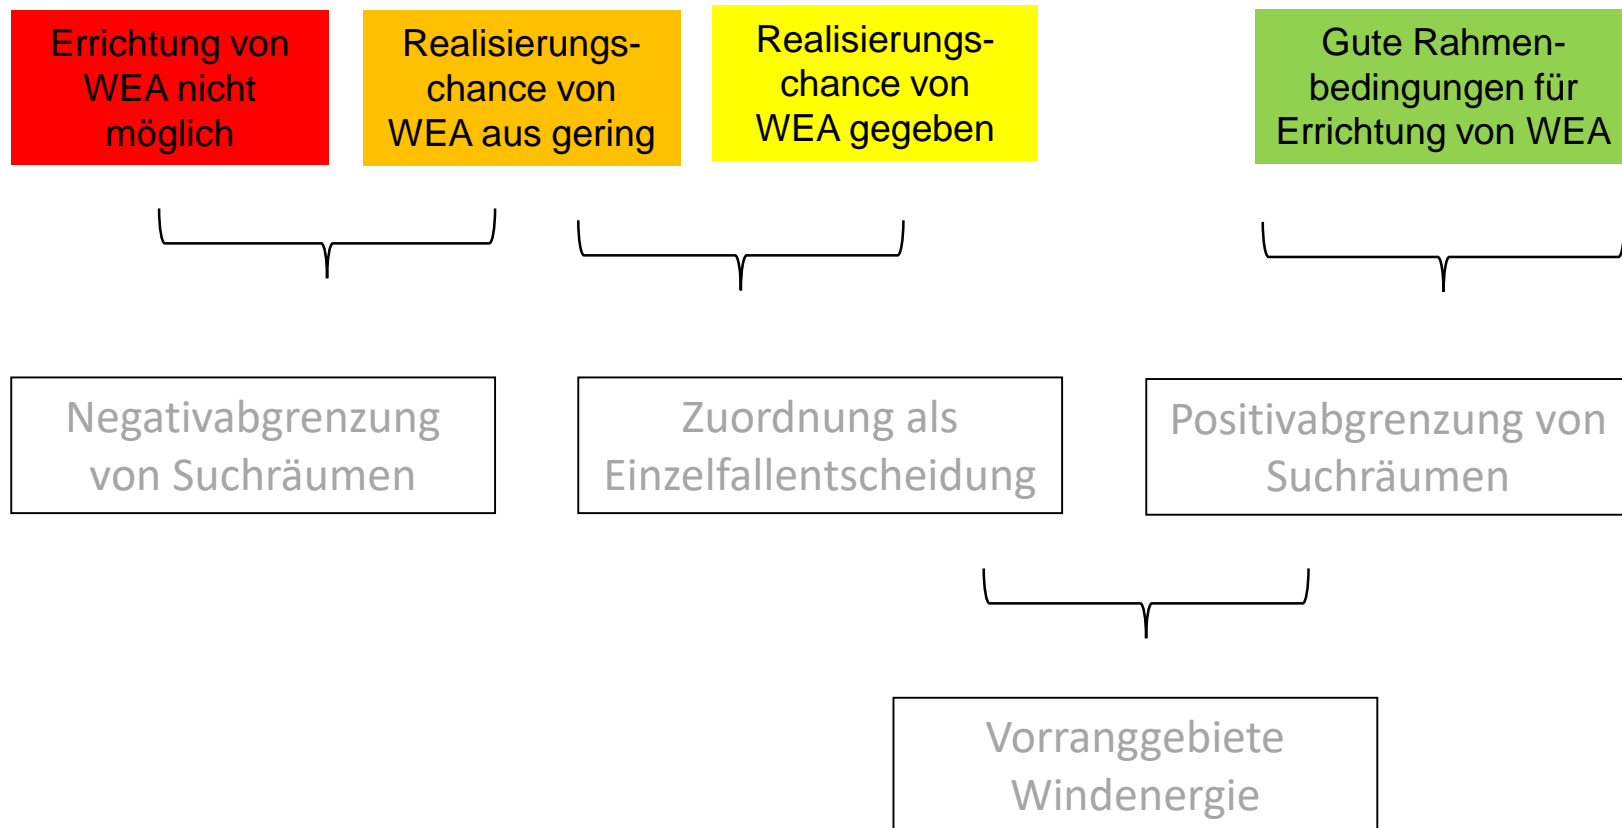 Errichtung von
WEA nicht
möglich
Realisierungs-
chance von
WEA aus gering
Realisierungs-
chance von
WEA gegeben
Gute Rahmen-
bedingungen für
Errichtung von WEA
Negativabgrenzung
von Suchräumen
Zuordnung als
Einzelfallentscheidung
Positivabgrenzung von
Suchräumen
Vorranggebiete
Windenergie